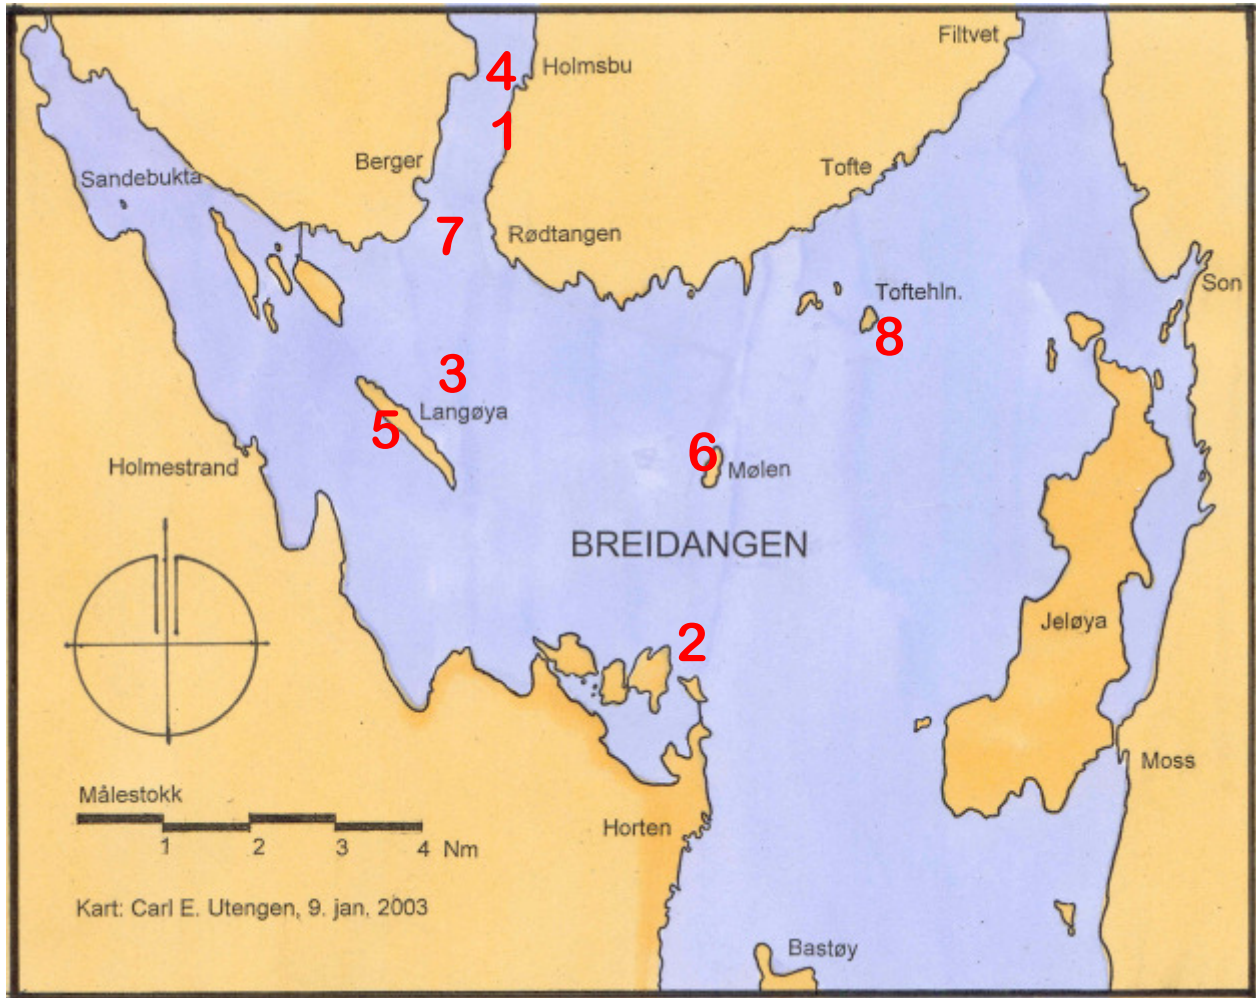 Filtvet
4
Holmsbu
1
Berger
Tofte
Sandebukta
7
Rødtangen
Son
Toftehln.
8
3
Langøya
5
6
Holmestrand
Mølen
BREIDANGEN
Jeløya
2
Moss
Målestokk
Horten
1 2 3 4 Nm
Kart: Carl E. Utengen, 9. jan. 2003
Bastøy